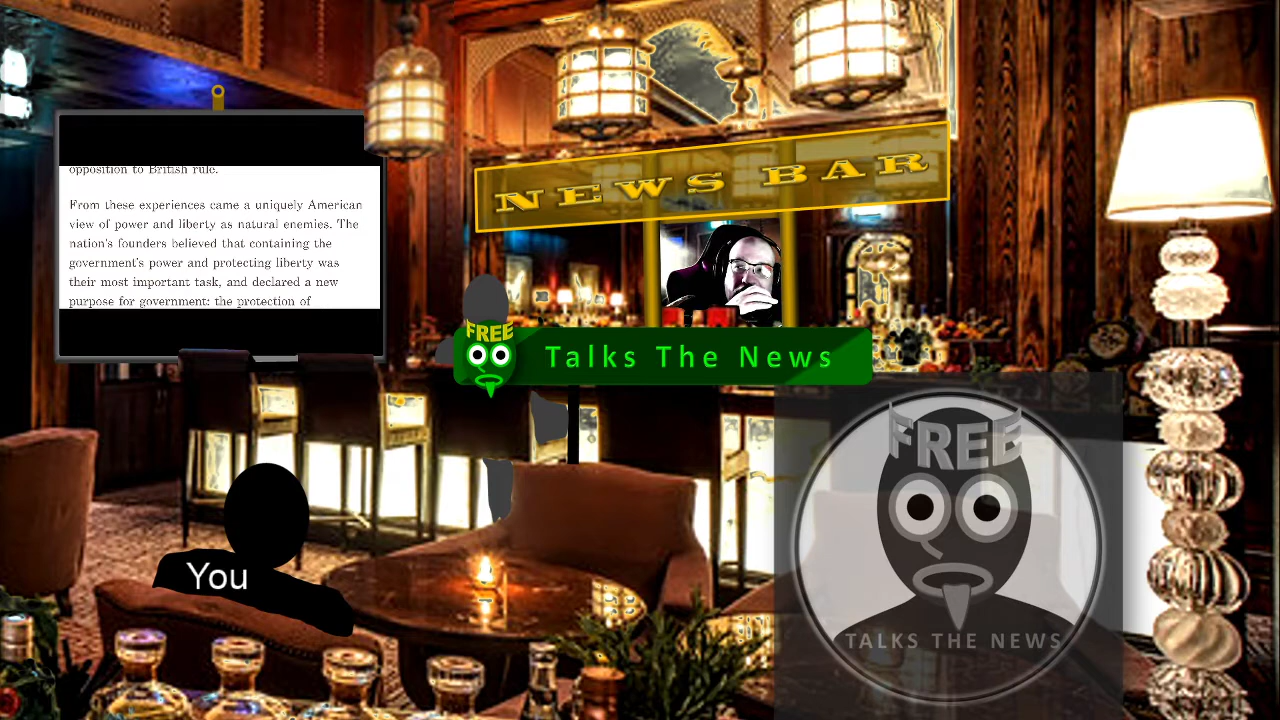 opposition to British rule.
From these experiences came a uniquely American
view of power and liberty as natural enemies. The
nation's founders believed that containing the
government's power and protecting liberty was
their most important task, and declared a new
purpose for government: the protection of
NEWS BAR
FREE
Talks The News
You
FREE
TALKS THE NEWS